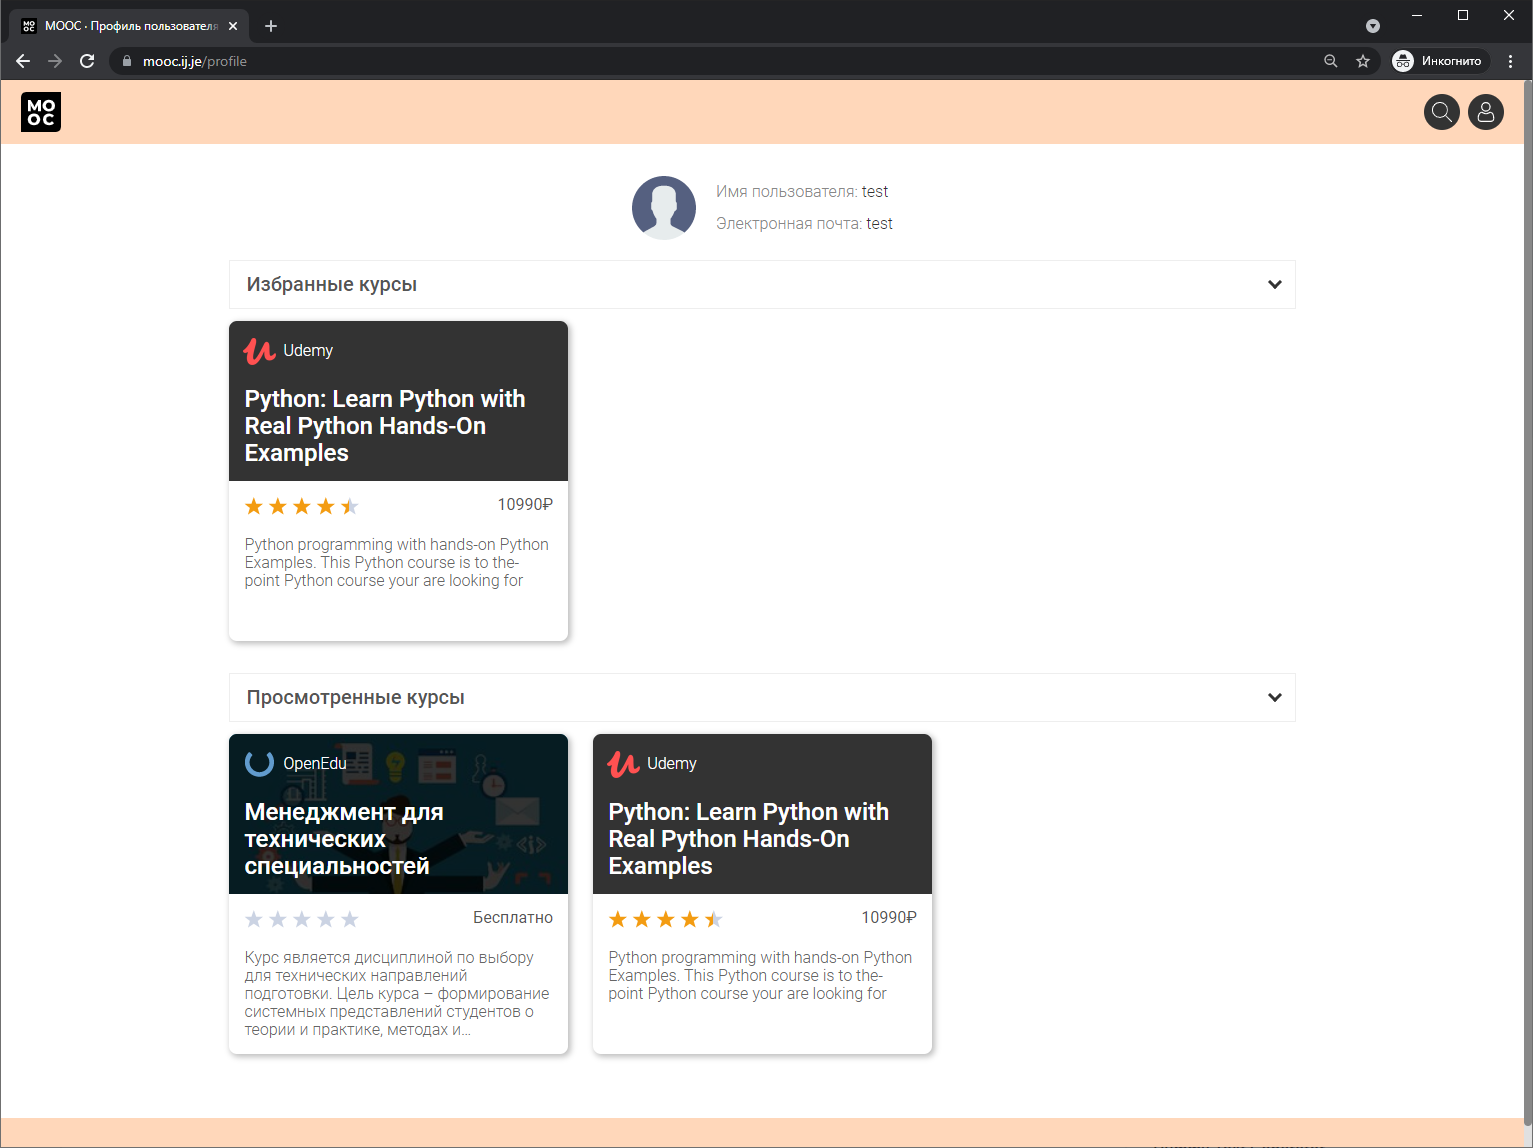 MOOC · Профиль пользователя
mooc.ij.je/profile
Инкогнито
MO
OC
Имя пользователя: test
Электронная почта: test
Избранные курсы
Udemy
Python: Learn Python with
Real Python Hands-On
Examples
10990₽
Python programming with hands-on Python
Examples. This Python course is to the-
point Python course your are looking for
Просмотренные курсы
OpenEdu
Менеджмент для
технических
специальностей
Бесплатно
Курс является дисциплиной по выбору
для технических направлений
подготовки. Цель курса – формирование
системных представлений студентов о
теории и практике, методах и...
Udemy
Python: Learn Python with
Real Python Hands-On
Examples
10990₽
Python programming with hands-on Python
Examples. This Python course is to the-
point Python course your are looking for